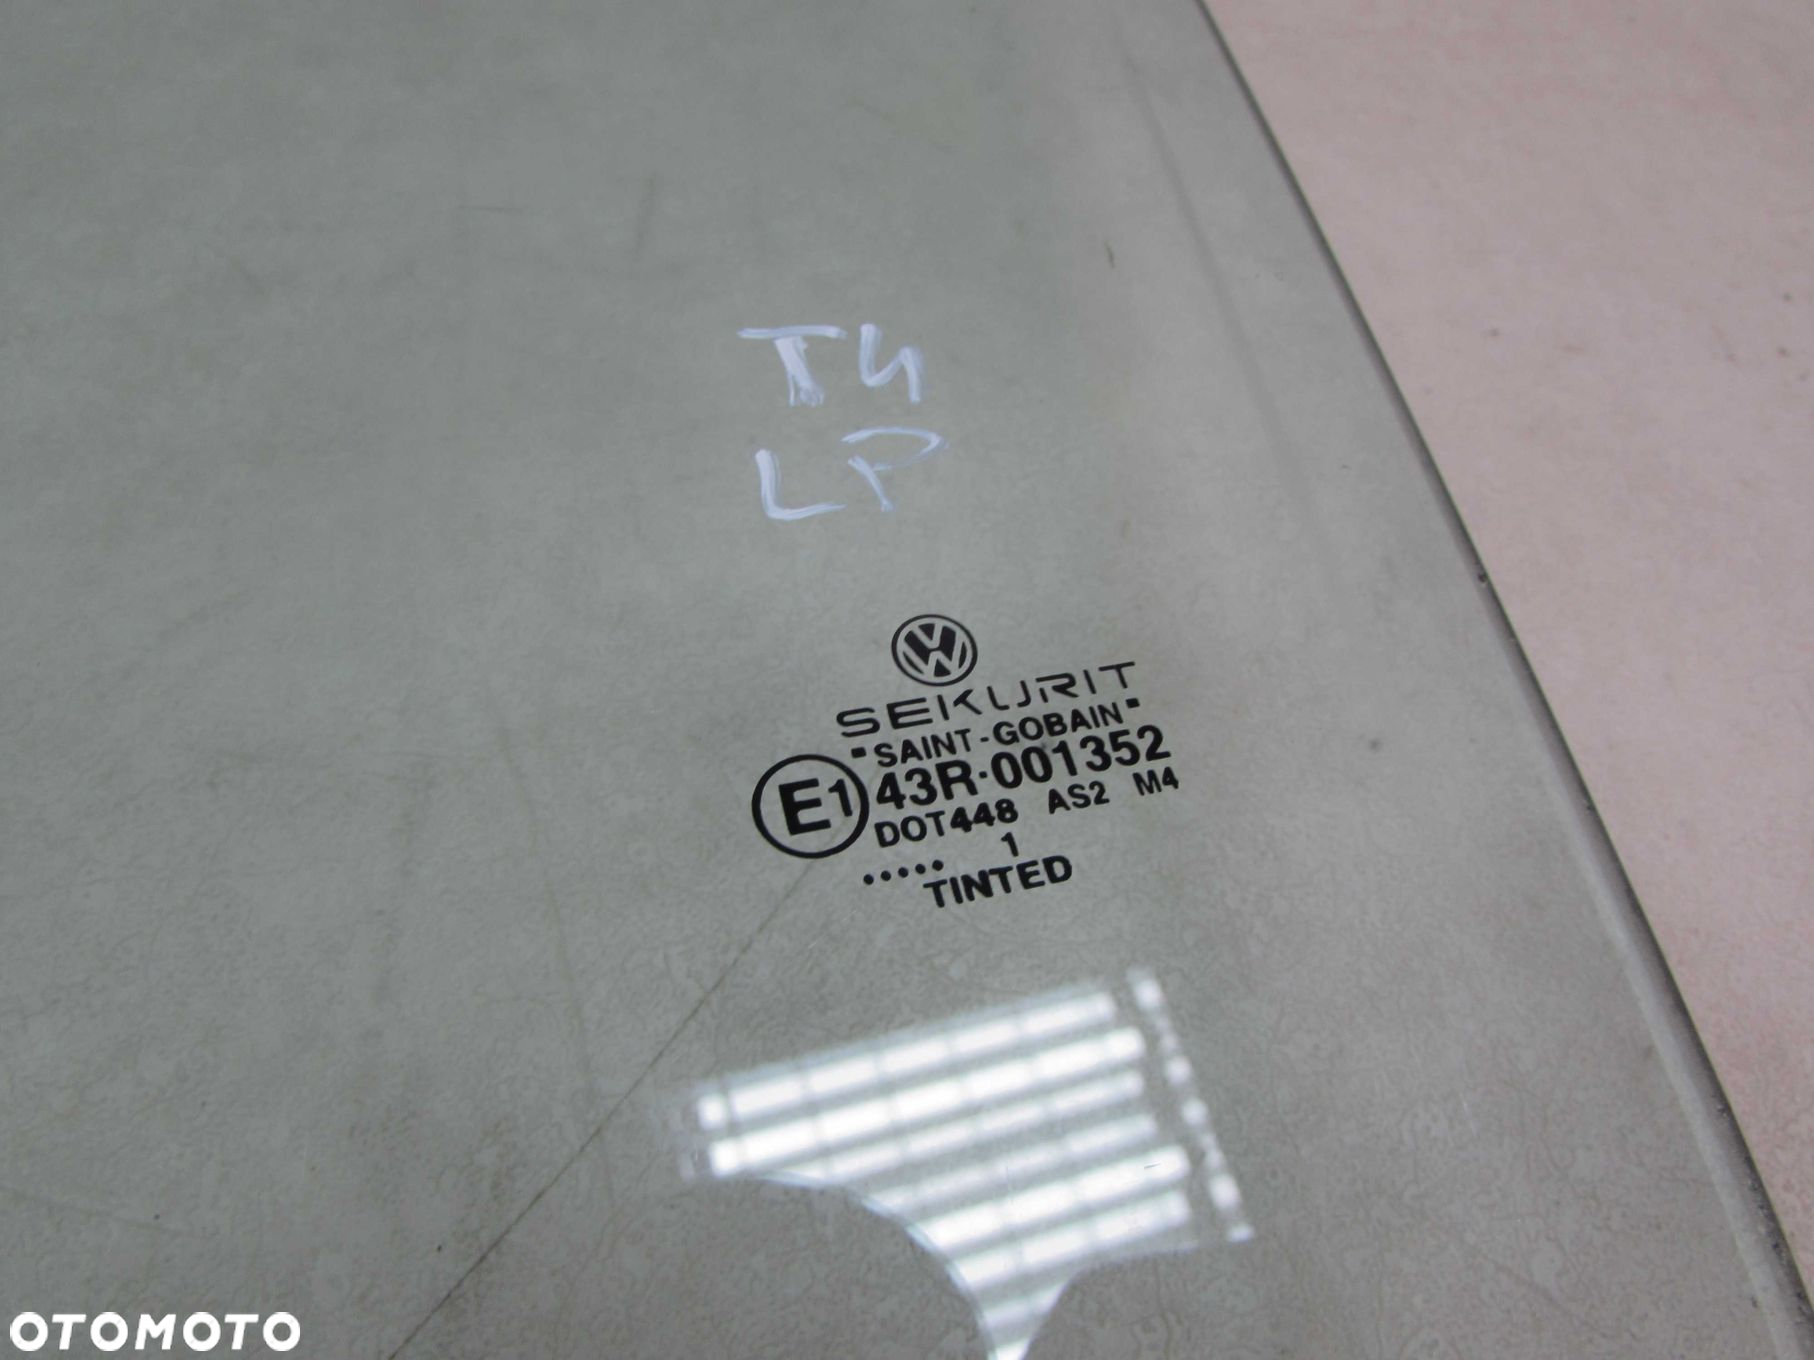 T4
LP
SEKURIT
"SAINT-GOBAIN"
E1 43R-001352
DOT448 AS2 M4
..... 1
TINTED
OTOMOTO